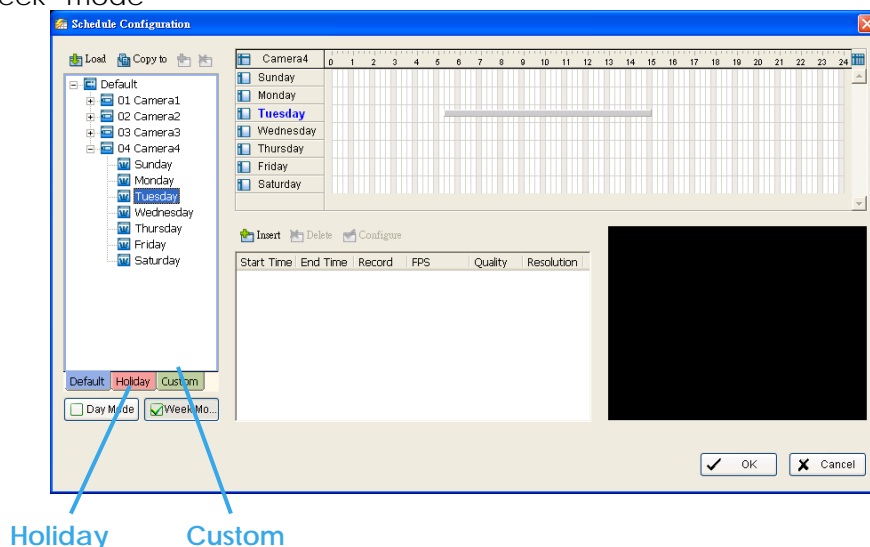 Schedule Configuration
Load Copy to
Default
01 Camera1
02 Camera2
03 Camera3
04 Camera4
Sunday
Monday
Tuesday
Wednesday
Thursday
Friday
Saturday
Default Holiday Custom
Day Mode Week Mo...
Camera4 0 1 2 3 4 5 6 7 8 9 10 11 12 13 14 15 16 17 18 19 20 21 22 23 24
Sunday
Monday
Tuesday
Wednesday
Thursday
Friday
Saturday
Insert Delete Configure
Start Time End Time Record FPS Quality Resolution
OK Cancel
Holiday Custom